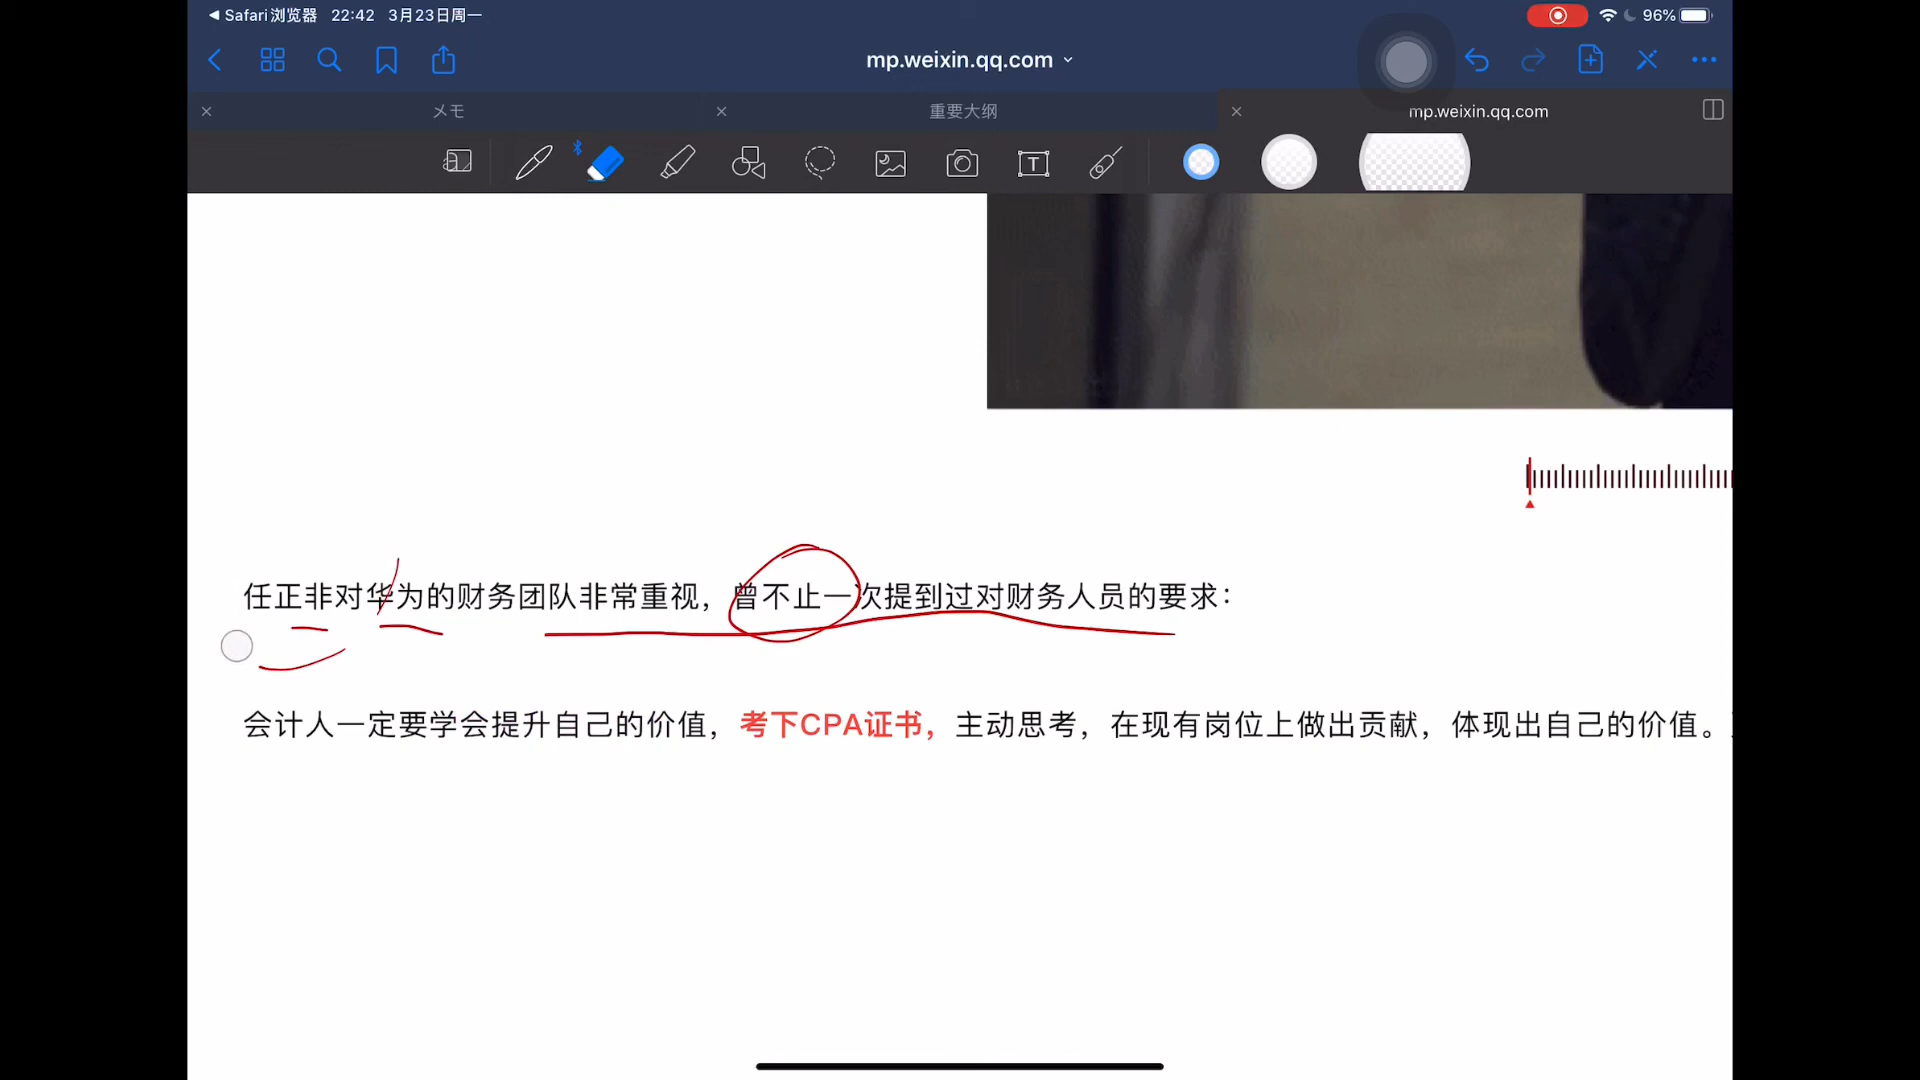 Safari浏览器 22:42 3月23日周一 96%
mp.weixin.qq.com
メモ 重要大纲 mp.weixin.qq.com
T
任正非对华为的财务团队非常重视，曾不止一次提到过对财务人员的要求：
会计人一定要学会提升自己的价值，考下CPA证书，主动思考，在现有岗位上做出贡献，体现出自己的价值。